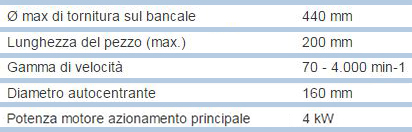 Ø max di tornitura sul bancale 440 mm
Lunghezza del pezzo (max.) 200 mm
Gamma di velocità 70 - 4.000 min-1
Diametro autocentrante 160 mm
Potenza motore azionamento principale 4 kW